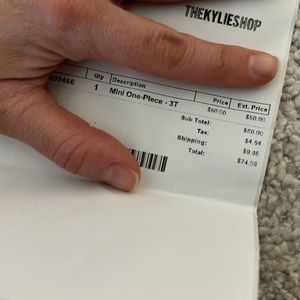 THEKYLIESHOP
Qty Description Price Ext. Price
1 Mini One-Piece - 3T $60.00 $60.00
Sub Total: $60.00
Tax: $4.64
Shipping: $9.95
Total: $74.59